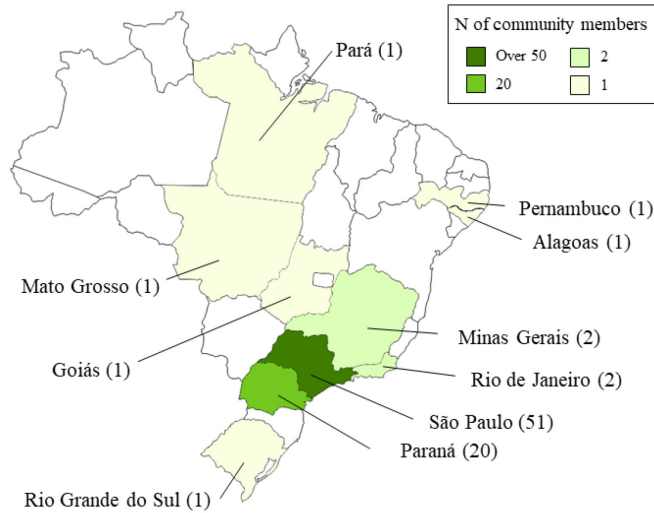 N of community members
Over 50
2
20
1
Pará (1)
Pernambuco (1)
Alagoas (1)
Mato Grosso (1)
Minas Gerais (2)
Goiás (1)
Rio de Janeiro (2)
São Paulo (51)
Paraná (20)
Rio Grande do Sul (1)